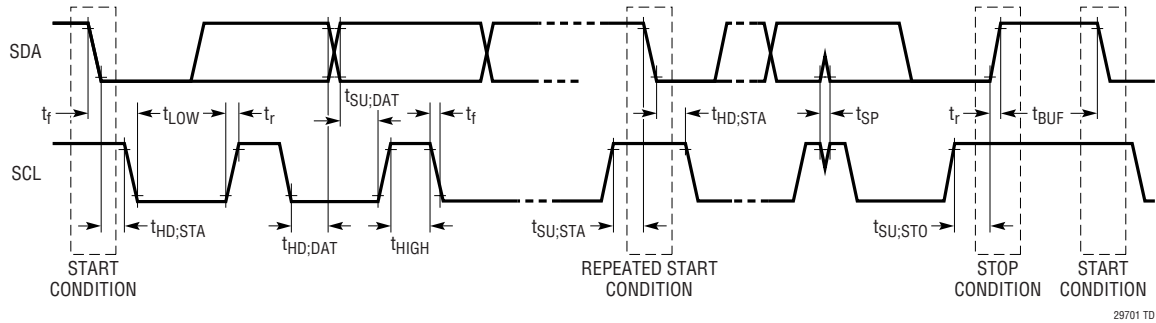 SDA
t_f
t_LOW
t_r
t_SU;DAT
t_f
t_HD;STA
t_SP
t_r
t_BUF
SCL
t_HD;STA
t_HD;DAT
t_HIGH
t_SU;STA
t_SU;STO
START
CONDITION
REPEATED START
CONDITION
STOP
CONDITION
START
CONDITION
29701 TD